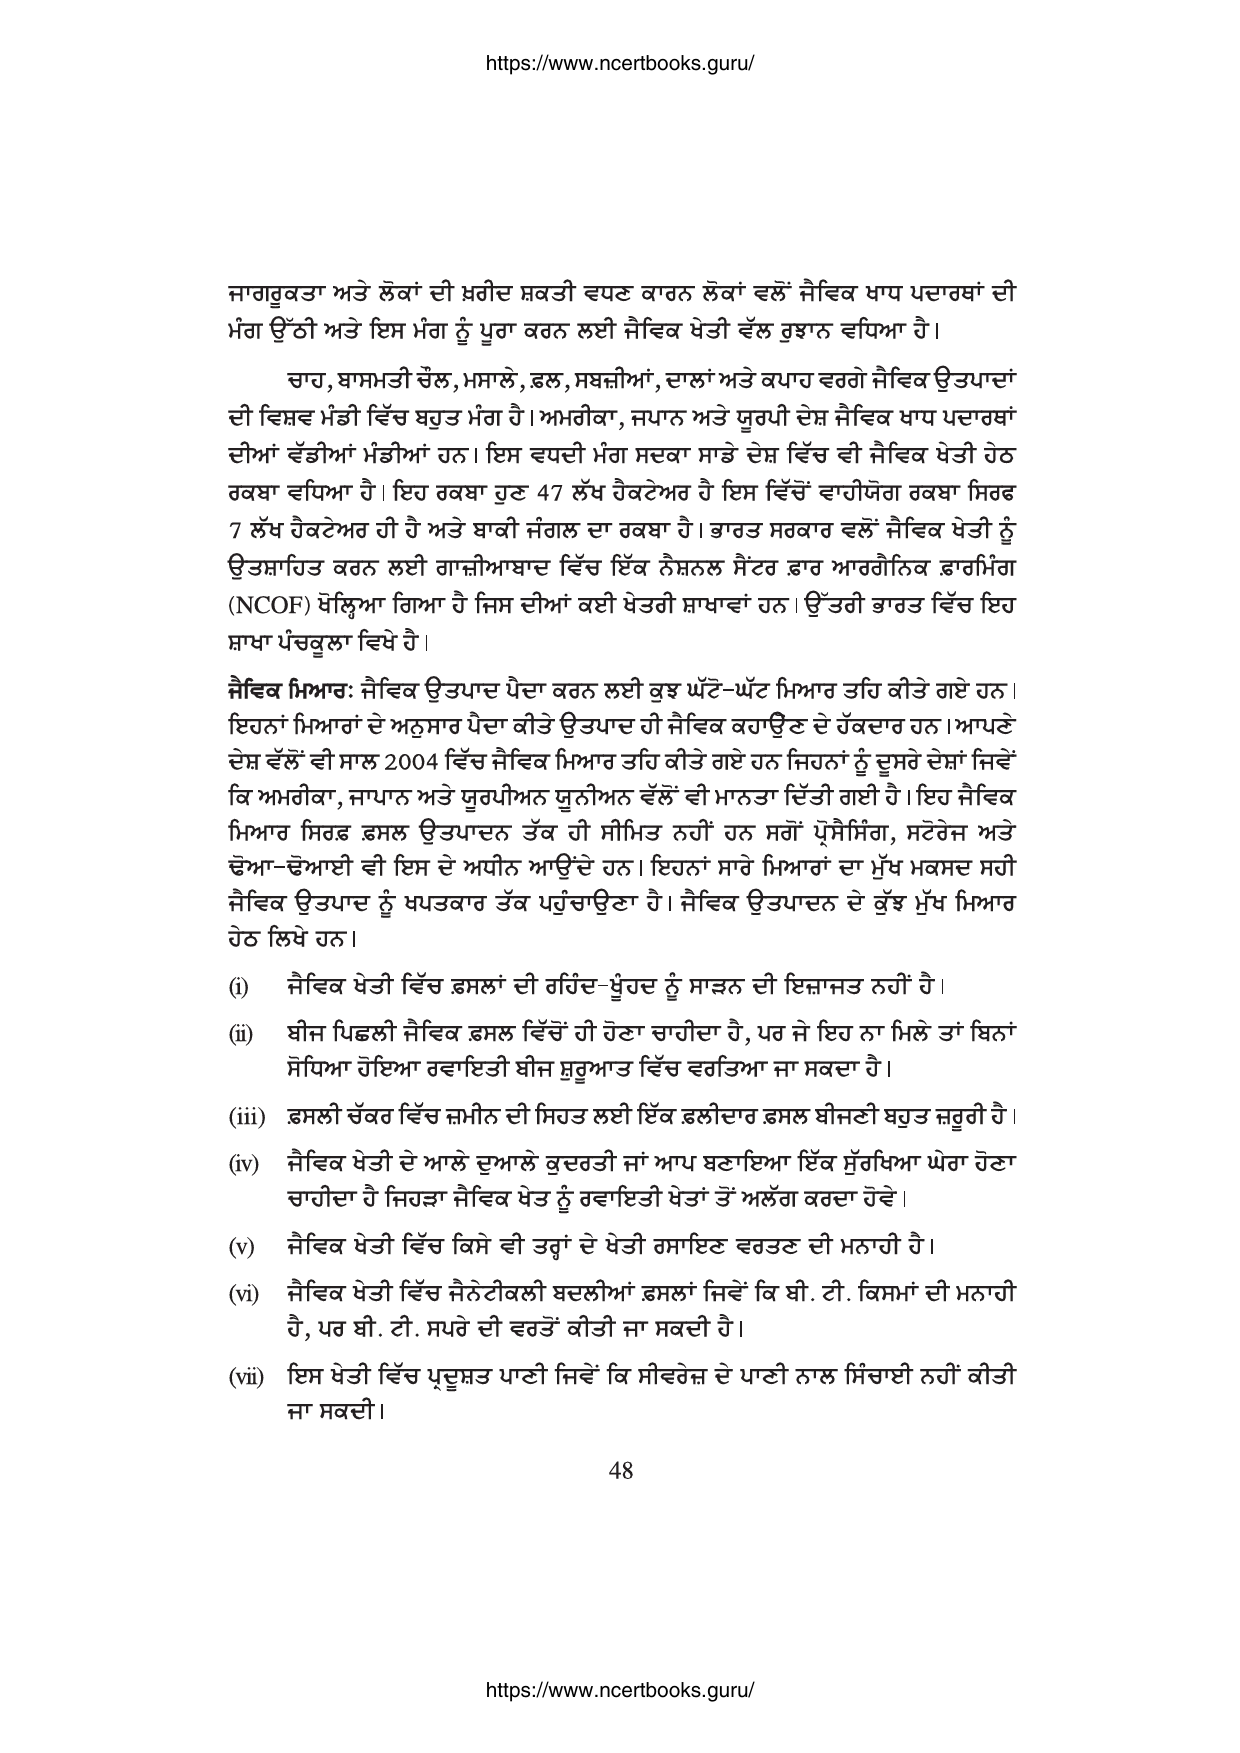 https://www.ncertbooks.guru/
ਜਾਗਰੂਕਤਾ ਅਤੇ ਲੋਕਾਂ ਦੀ ਖ਼ਰੀਦ ਸ਼ਕਤੀ ਵਧਣ ਕਾਰਨ ਲੋਕਾਂ ਵਲੋਂ ਜੈਵਿਕ ਖਾਧ ਪਦਾਰਥਾਂ ਦੀ
ਮੰਗ ਉੱਠੀ ਅਤੇ ਇਸ ਮੰਗ ਨੂੰ ਪੂਰਾ ਕਰਨ ਲਈ ਜੈਵਿਕ ਖੇਤੀ ਵੱਲ ਰੁਝਾਨ ਵਧਿਆ ਹੈ।
ਚਾਹ, ਬਾਸਮਤੀ ਚੌਲ, ਮਸਾਲੇ, ਫ਼ਲ, ਸਬਜ਼ੀਆਂ, ਦਾਲਾਂ ਅਤੇ ਕਪਾਹ ਵਰਗੇ ਜੈਵਿਕ ਉਤਪਾਦਾਂ
ਦੀ ਵਿਸ਼ਵ ਮੰਡੀ ਵਿੱਚ ਬਹੁਤ ਮੰਗ ਹੈ। ਅਮਰੀਕਾ, ਜਪਾਨ ਅਤੇ ਯੂਰਪੀ ਦੇਸ਼ ਜੈਵਿਕ ਖਾਧ ਪਦਾਰਥਾਂ
ਦੀਆਂ ਵੱਡੀਆਂ ਮੰਡੀਆਂ ਹਨ। ਇਸ ਵਧਦੀ ਮੰਗ ਸਦਕਾ ਸਾਡੇ ਦੇਸ਼ ਵਿੱਚ ਵੀ ਜੈਵਿਕ ਖੇਤੀ ਹੇਠ
ਰਕਬਾ ਵਧਿਆ ਹੈ। ਇਹ ਰਕਬਾ ਹੁਣ 47 ਲੱਖ ਹੈਕਟੇਅਰ ਹੈ ਇਸ ਵਿੱਚੋਂ ਵਾਹੀਯੋਗ ਰਕਬਾ ਸਿਰਫ
7 ਲੱਖ ਹੈਕਟੇਅਰ ਹੀ ਹੈ ਅਤੇ ਬਾਕੀ ਜੰਗਲ ਦਾ ਰਕਬਾ ਹੈ। ਭਾਰਤ ਸਰਕਾਰ ਵਲੋਂ ਜੈਵਿਕ ਖੇਤੀ ਨੂੰ
ਉਤਸ਼ਾਹਿਤ ਕਰਨ ਲਈ ਗਾਜ਼ੀਆਬਾਦ ਵਿੱਚ ਇੱਕ ਨੈਸ਼ਨਲ ਸੈਂਟਰ ਫ਼ਾਰ ਆਰਗੈਨਿਕ ਫ਼ਾਰਮਿੰਗ
(NCOF) ਖੋਲ੍ਹਿਆ ਗਿਆ ਹੈ ਜਿਸ ਦੀਆਂ ਕਈ ਖੇਤਰੀ ਸ਼ਾਖਾਵਾਂ ਹਨ। ਉੱਤਰੀ ਭਾਰਤ ਵਿੱਚ ਇਹ
ਸ਼ਾਖਾ ਪੰਚਕੂਲਾ ਵਿਖੇ ਹੈ।
ਜੈਵਿਕ ਮਿਆਰ: ਜੈਵਿਕ ਉਤਪਾਦ ਪੈਦਾ ਕਰਨ ਲਈ ਕੁਝ ਘੱਟੋ-ਘੱਟ ਮਿਆਰ ਤਹਿ ਕੀਤੇ ਗਏ ਹਨ।
ਇਹਨਾਂ ਮਿਆਰਾਂ ਦੇ ਅਨੁਸਾਰ ਪੈਦਾ ਕੀਤੇ ਉਤਪਾਦ ਹੀ ਜੈਵਿਕ ਕਹਾਉਂਣ ਦੇ ਹੱਕਦਾਰ ਹਨ। ਆਪਣੇ
ਦੇਸ਼ ਵੱਲੋਂ ਵੀ ਸਾਲ 2004 ਵਿੱਚ ਜੈਵਿਕ ਮਿਆਰ ਤਹਿ ਕੀਤੇ ਗਏ ਹਨ ਜਿਹਨਾਂ ਨੂੰ ਦੂਸਰੇ ਦੇਸ਼ਾਂ ਜਿਵੇਂ
ਕਿ ਅਮਰੀਕਾ, ਜਾਪਾਨ ਅਤੇ ਯੂਰਪੀਅਨ ਯੂਨੀਅਨ ਵੱਲੋਂ ਵੀ ਮਾਨਤਾ ਦਿੱਤੀ ਗਈ ਹੈ। ਇਹ ਜੈਵਿਕ
ਮਿਆਰ ਸਿਰਫ਼ ਫ਼ਸਲ ਉਤਪਾਦਨ ਤੱਕ ਹੀ ਸੀਮਿਤ ਨਹੀਂ ਹਨ ਸਗੋਂ ਪ੍ਰੋਸੈਸਿੰਗ, ਸਟੋਰੇਜ ਅਤੇ
ਢੋਆ-ਢੋਆਈ ਵੀ ਇਸ ਦੇ ਅਧੀਨ ਆਉਂਦੇ ਹਨ। ਇਹਨਾਂ ਸਾਰੇ ਮਿਆਰਾਂ ਦਾ ਮੁੱਖ ਮਕਸਦ ਸਹੀ
ਜੈਵਿਕ ਉਤਪਾਦ ਨੂੰ ਖਪਤਕਾਰ ਤੱਕ ਪਹੁੰਚਾਉਣਾ ਹੈ। ਜੈਵਿਕ ਉਤਪਾਦਨ ਦੇ ਕੁੱਝ ਮੁੱਖ ਮਿਆਰ
ਹੇਠ ਲਿਖੇ ਹਨ।
(i) ਜੈਵਿਕ ਖੇਤੀ ਵਿੱਚ ਫ਼ਸਲਾਂ ਦੀ ਰਹਿੰਦ-ਖੂੰਹਦ ਨੂੰ ਸਾੜਨ ਦੀ ਇਜ਼ਾਜਤ ਨਹੀਂ ਹੈ।
(ii) ਬੀਜ ਪਿਛਲੀ ਜੈਵਿਕ ਫ਼ਸਲ ਵਿੱਚੋਂ ਹੀ ਹੋਣਾ ਚਾਹੀਦਾ ਹੈ, ਪਰ ਜੇ ਇਹ ਨਾ ਮਿਲੇ ਤਾਂ ਬਿਨਾਂ
ਸੋਧਿਆ ਹੋਇਆ ਰਵਾਇਤੀ ਬੀਜ ਸ਼ੁਰੂਆਤ ਵਿੱਚ ਵਰਤਿਆ ਜਾ ਸਕਦਾ ਹੈ।
(iii) ਫ਼ਸਲੀ ਚੱਕਰ ਵਿੱਚ ਜ਼ਮੀਨ ਦੀ ਸਿਹਤ ਲਈ ਇੱਕ ਫ਼ਲੀਦਾਰ ਫ਼ਸਲ ਬੀਜਣੀ ਬਹੁਤ ਜ਼ਰੂਰੀ ਹੈ।
(iv) ਜੈਵਿਕ ਖੇਤੀ ਦੇ ਆਲੇ ਦੁਆਲੇ ਕੁਦਰਤੀ ਜਾਂ ਆਪ ਬਣਾਇਆ ਇੱਕ ਸੁੱਰਖਿਆ ਘੇਰਾ ਹੋਣਾ
ਚਾਹੀਦਾ ਹੈ ਜਿਹੜਾ ਜੈਵਿਕ ਖੇਤ ਨੂੰ ਰਵਾਇਤੀ ਖੇਤਾਂ ਤੋਂ ਅਲੱਗ ਕਰਦਾ ਹੋਵੇ।
(v) ਜੈਵਿਕ ਖੇਤੀ ਵਿੱਚ ਕਿਸੇ ਵੀ ਤਰ੍ਹਾਂ ਦੇ ਖੇਤੀ ਰਸਾਇਣ ਵਰਤਣ ਦੀ ਮਨਾਹੀ ਹੈ।
(vi) ਜੈਵਿਕ ਖੇਤੀ ਵਿੱਚ ਜੈਨੇਟੀਕਲੀ ਬਦਲੀਆਂ ਫ਼ਸਲਾਂ ਜਿਵੇਂ ਕਿ ਬੀ. ਟੀ. ਕਿਸਮਾਂ ਦੀ ਮਨਾਹੀ
ਹੈ, ਪਰ ਬੀ. ਟੀ. ਸਪਰੇ ਦੀ ਵਰਤੋਂ ਕੀਤੀ ਜਾ ਸਕਦੀ ਹੈ।
(vii) ਇਸ ਖੇਤੀ ਵਿੱਚ ਪ੍ਰਦੂਸ਼ਤ ਪਾਣੀ ਜਿਵੇਂ ਕਿ ਸੀਵਰੇਜ਼ ਦੇ ਪਾਣੀ ਨਾਲ ਸਿੰਚਾਈ ਨਹੀਂ ਕੀਤੀ
ਜਾ ਸਕਦੀ।
48
https://www.ncertbooks.guru/